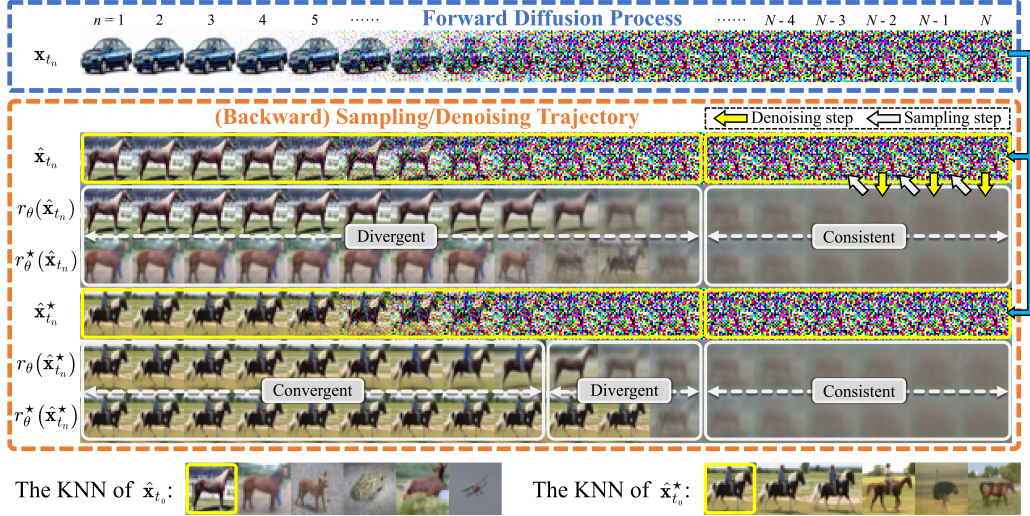 n = 1 2 3 4 5 ...... Forward Diffusion Process ...... N - 4 N - 3 N - 2 N - 1 N
x_{t_n}
(Backward) Sampling/Denoising Trajectory Denoising step Sampling step
x̂_{t_n}
r_θ(x̂_{t_n})
Divergent Consistent
r_θ^★(x̂_{t_n})
x̂_{t_n}^★
r_θ(x̂_{t_n}^★)
Convergent Divergent Consistent
r_θ^★(x̂_{t_n}^★)
The KNN of x̂_{t_0}: The KNN of x̂_{t_0}^★: